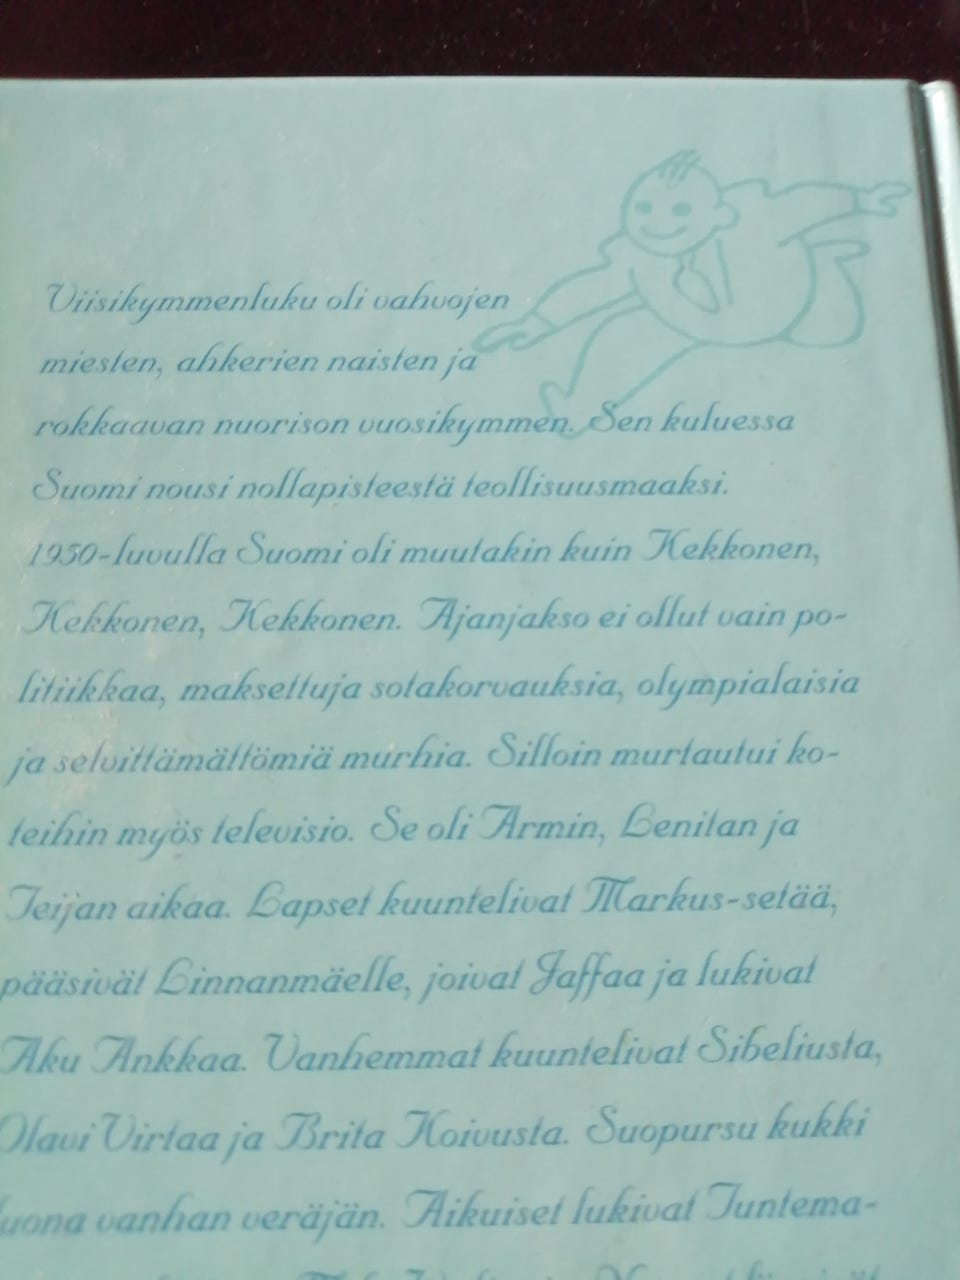 Viisikymmenluku oli vahvojen
miesten, ahkerien naisten ja
rokkaavan nuorison vuosikymmen. Sen kuluessa
Suomi nousi nollapisteestä teollisuusmaaksi.
1950-luvulla Suomi oli muutakin kuin Kekkonen,
Kekkonen, Kekkonen. Ajanjakso ei ollut vain po-
litiikkaa, maksettuja sotakorvauksia, olympialaisia
ja selvittämättömiä murhia. Silloin murtautui ko-
teihin myös televisio. Se oli Armin, Lenitan ja
Teijan aikaa. Lapset kuuntelivat Markus-setää,
pääsivät Linnanmäelle, joivat Jaffaa ja lukivat
Aku Ankkaa. Vanhemmat kuuntelivat Sibeliusta,
Olavi Virtaa ja Brita Koivusta. Suopursu kukki
luona vanhan veräjän. Aikuiset lukivat Tuntema-